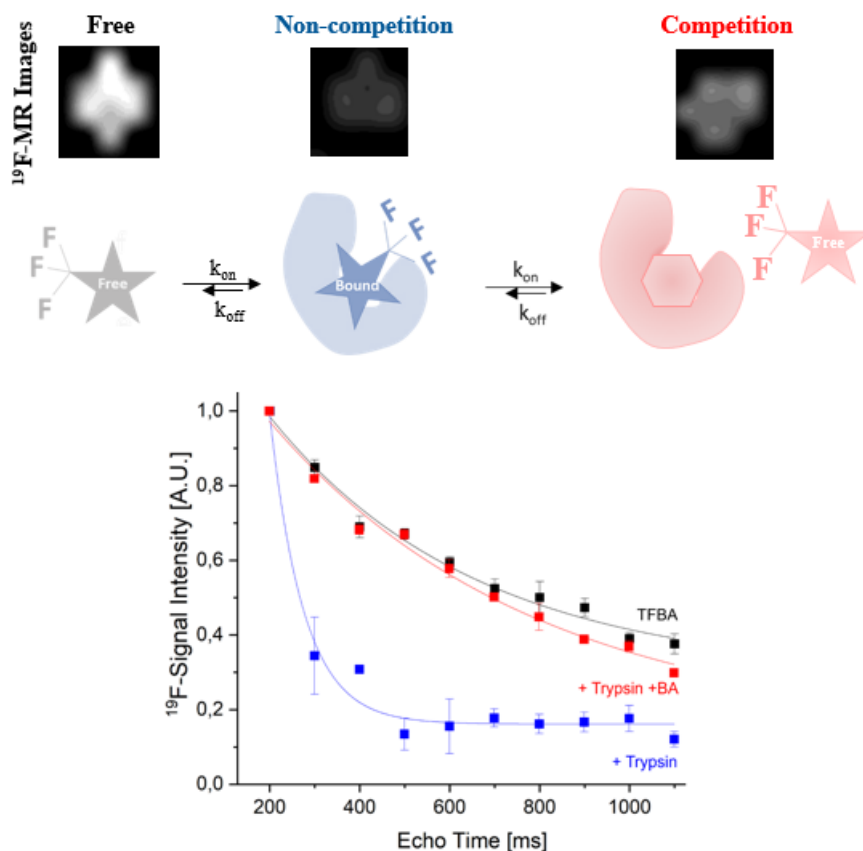 Free
Non-competition
Competition
¹⁹F-MR Images
F
F
F
Free
kon
koff
F
F
F
Bound
kon
koff
F
F
F
Free
¹⁹F-Signal Intensity [A.U.]
1,0
0,8
0,6
0,4
0,2
0,0
TFBA
+ Trypsin +BA
+ Trypsin
200
400
600
800
1000
Echo Time [ms]